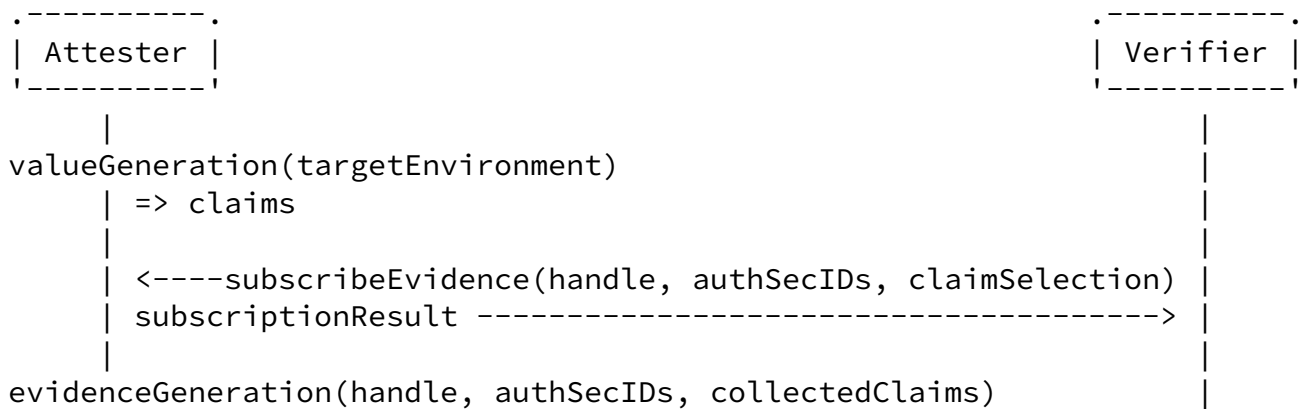 .----------.                                                .----------.
| Attester |                                                | Verifier |
'----------'                                                '----------'
     |                                                            |
valueGeneration(targetEnvironment)                                |
     | => claims                                                  |
     |                                                            |
     | <----subscribeEvidence(handle, authSecIDs, claimSelection) |
     | subscriptionResult --------------------------------------> |
     |                                                            |
evidenceGeneration(handle, authSecIDs, collectedClaims)           |